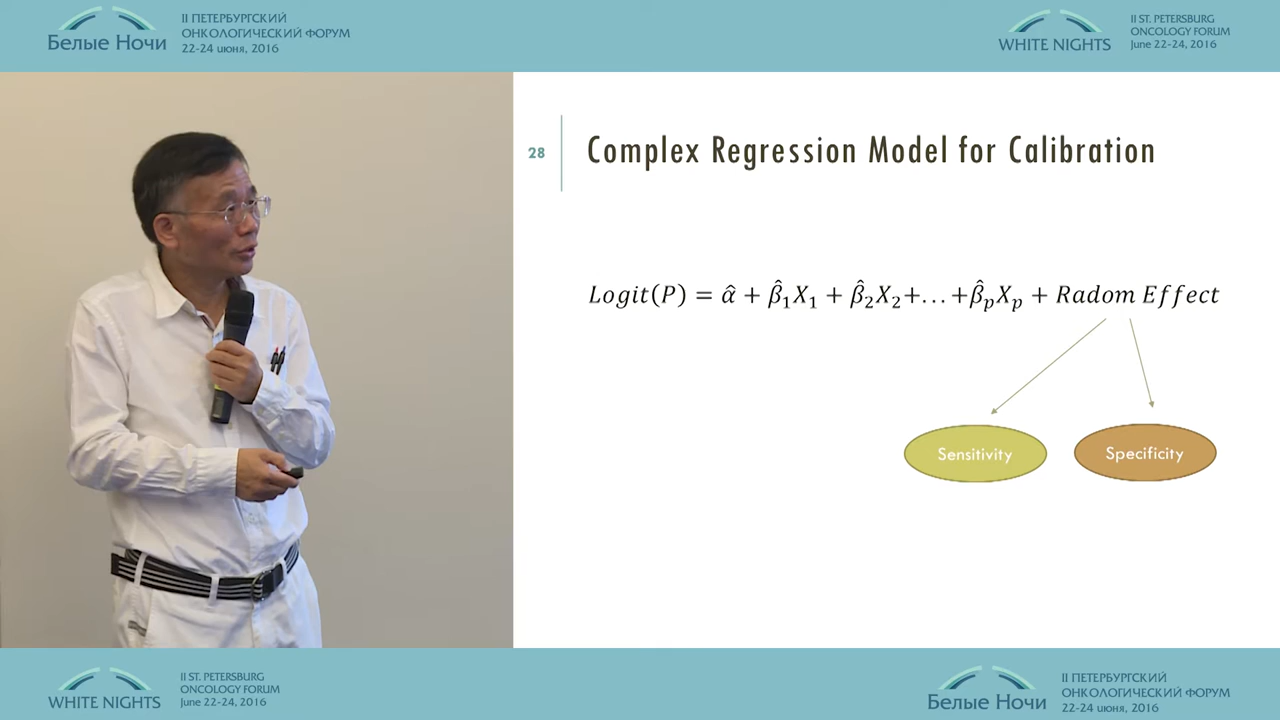 Белые Ночи
II ПЕТЕРБУРГСКИЙ
ОНКОЛОГИЧЕСКИЙ ФОРУМ
22-24 июня, 2016
WHITE NIGHTS
II ST. PETERSBURG
ONCOLOGY FORUM
June 22-24, 2016
28
Complex Regression Model for Calibration
Logit(P) = α̂ + β̂₁X₁ + β̂₂X₂+...+β̂ₚXₚ + Radom Effect
Sensitivity
Specificity
WHITE NIGHTS
II ST. PETERSBURG
ONCOLOGY FORUM
June 22-24, 2016
Белые Ночи
II ПЕТЕРБУРГСКИЙ
ОНКОЛОГИЧЕСКИЙ ФОРУМ
22-24 июня, 2016